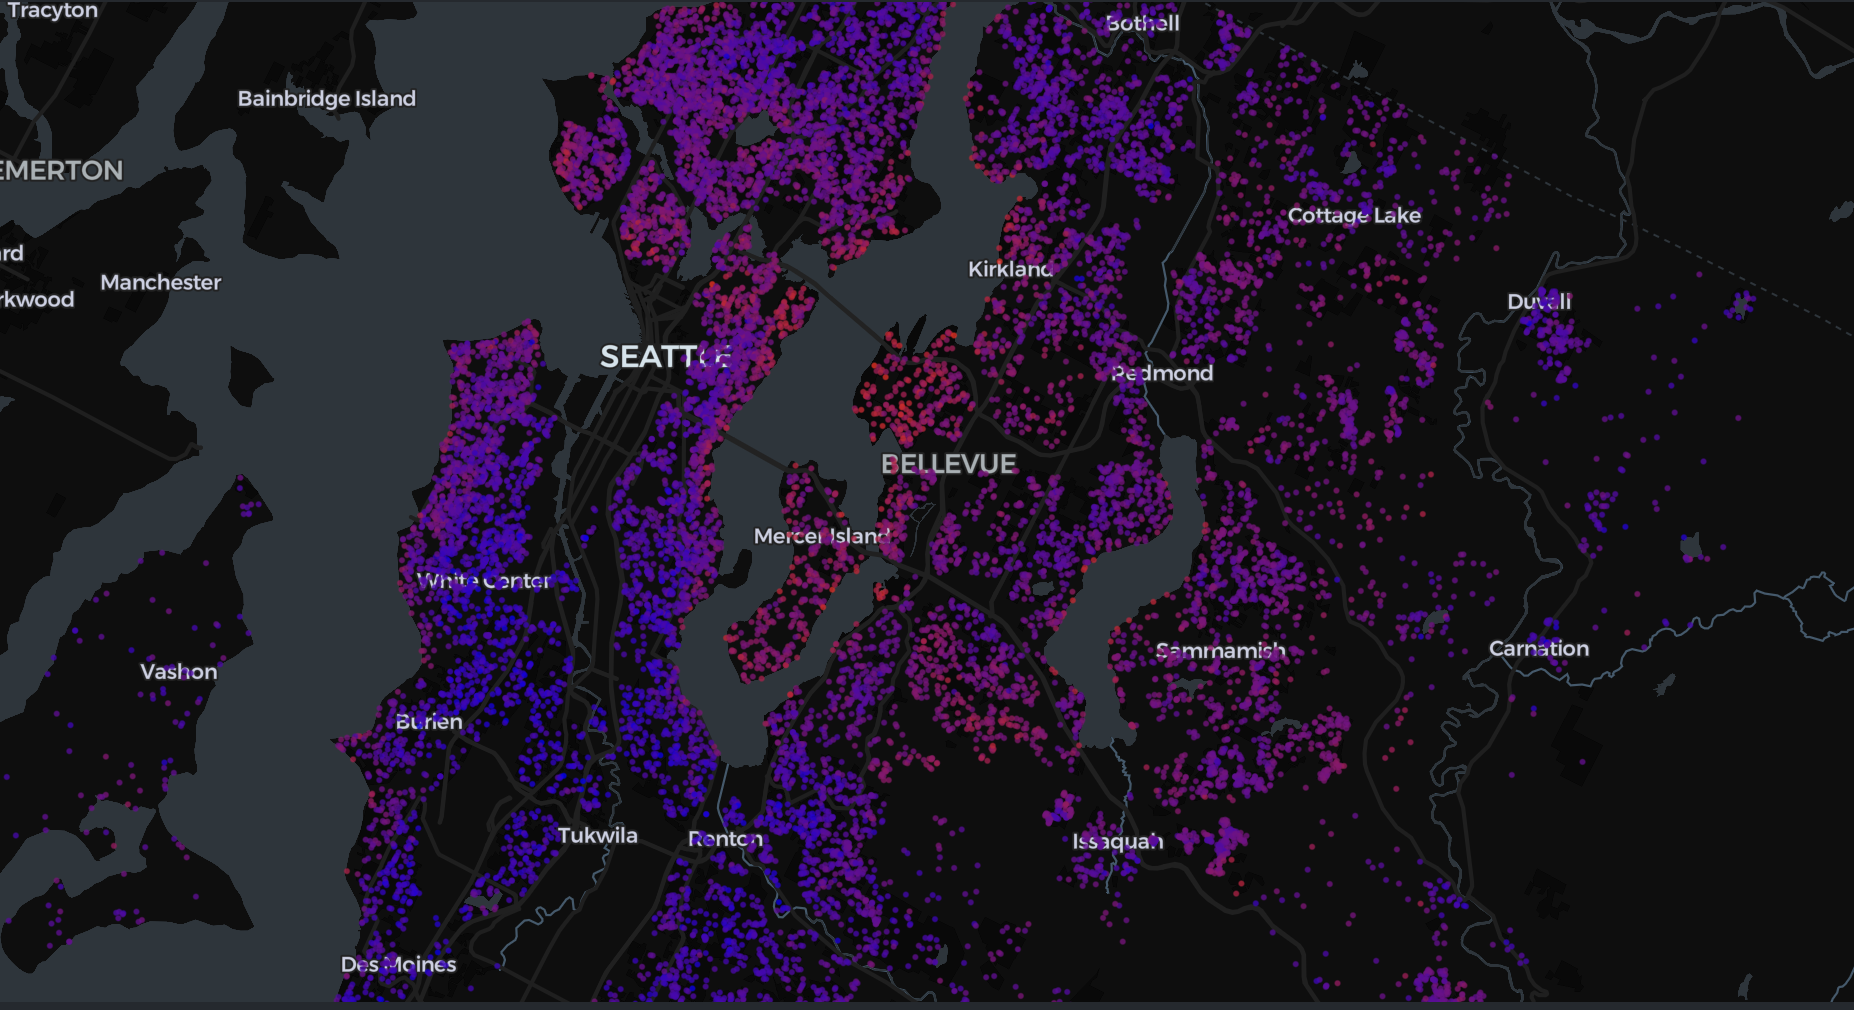 Tracyton
Bothell
Bainbridge Island
EMERTON
Cottage Lake
ard
Kirkland
Manchester
rkwood
Duvall
SEATTLE
Redmond
BELLEVUE
Mercer Island
White Center
Vashon
Sammamish
Carnation
Burien
Tukwila
Renton
Issaquah
Des Moines